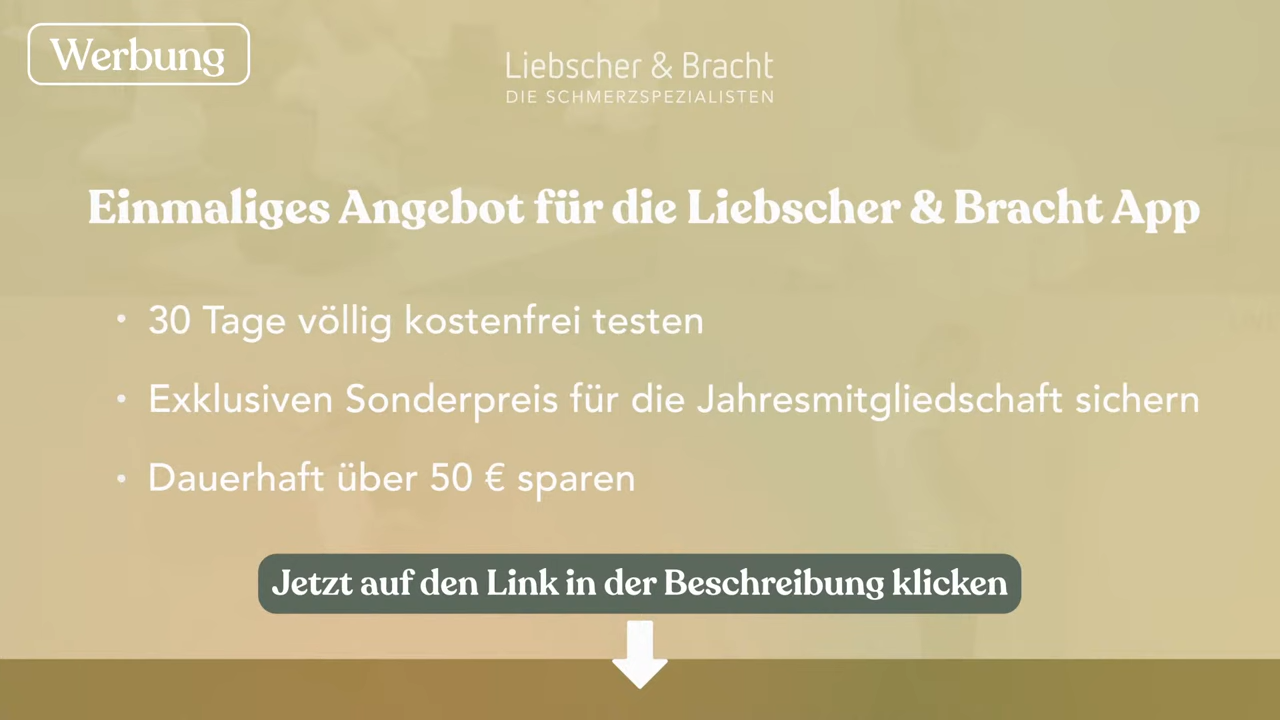 Werbung
Liebscher & Bracht
DIE SCHMERZSPEZIALISTEN
Einmaliges Angebot für die Liebscher & Bracht App
• 30 Tage völlig kostenfrei testen
• Exklusiven Sonderpreis für die Jahresmitgliedschaft sichern
• Dauerhaft über 50 € sparen
Jetzt auf den Link in der Beschreibung klicken